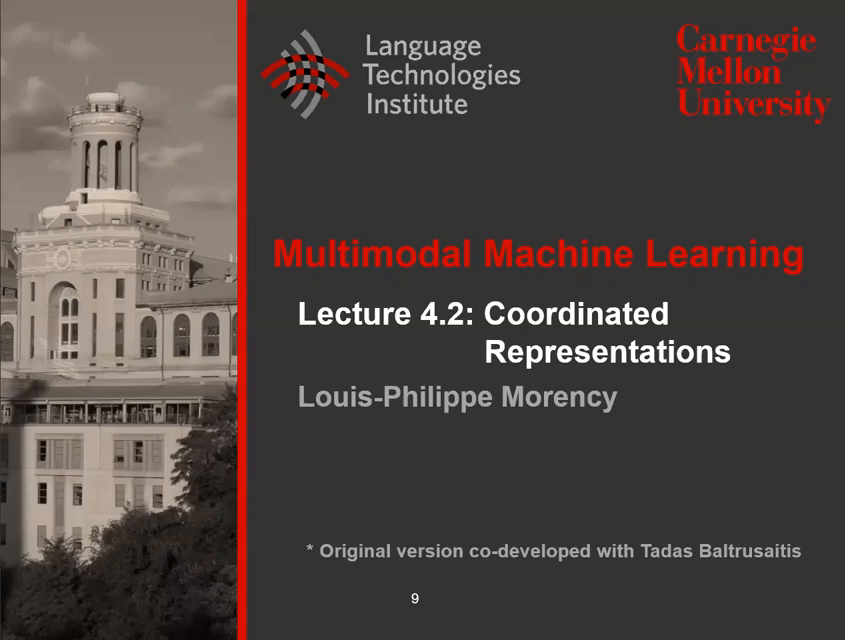 Language
Technologies
Institute
Carnegie
Mellon
University
Multimodal Machine Learning
Lecture 4.2: Coordinated
Representations
Louis-Philippe Morency
* Original version co-developed with Tadas Baltrusaitis
9